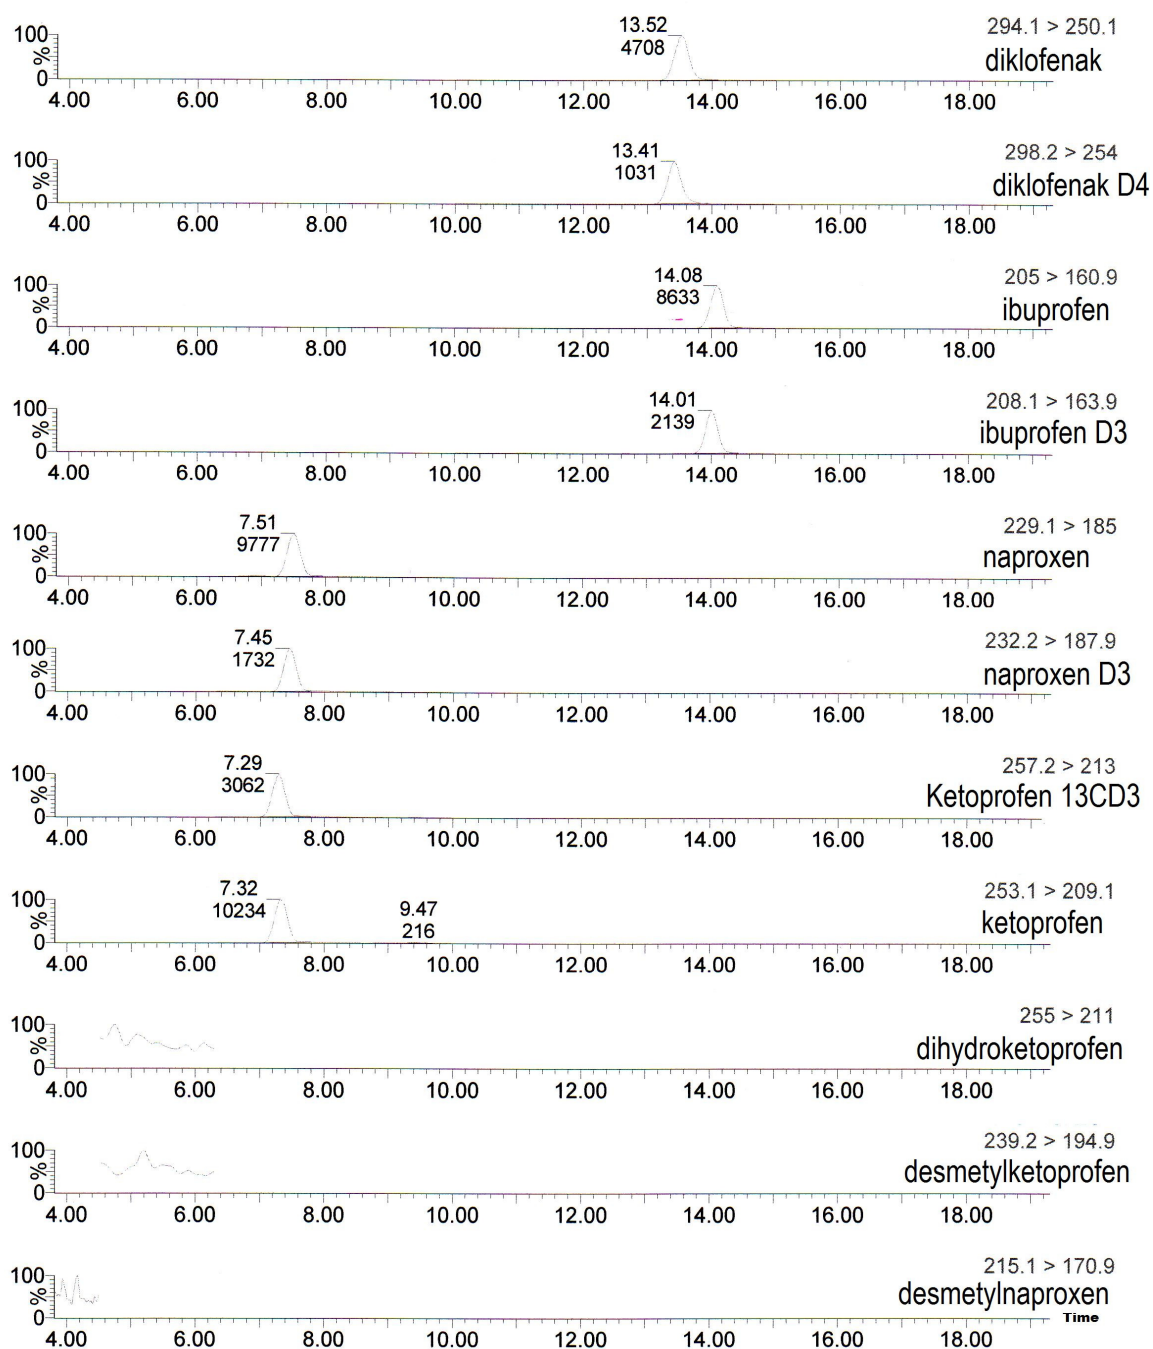 13.52
4708
294.1 > 250.1
diklofenak
100
%
0
4.00 6.00 8.00 10.00 12.00 14.00 16.00 18.00
13.41
1031
298.2 > 254
diklofenak D4
100
%
0
4.00 6.00 8.00 10.00 12.00 14.00 16.00 18.00
14.08
8633
205 > 160.9
ibuprofen
100
%
0
4.00 6.00 8.00 10.00 12.00 14.00 16.00 18.00
14.01
2139
208.1 > 163.9
ibuprofen D3
100
%
0
4.00 6.00 8.00 10.00 12.00 14.00 16.00 18.00
7.51
9777
229.1 > 185
naproxen
100
%
0
4.00 6.00 8.00 10.00 12.00 14.00 16.00 18.00
7.45
1732
232.2 > 187.9
naproxen D3
100
%
0
4.00 6.00 8.00 10.00 12.00 14.00 16.00 18.00
7.29
3062
257.2 > 213
Ketoprofen 13CD3
100
%
0
4.00 6.00 8.00 10.00 12.00 14.00 16.00 18.00
7.32
10234
9.47
216
253.1 > 209.1
ketoprofen
100
%
0
4.00 6.00 8.00 10.00 12.00 14.00 16.00 18.00
255 > 211
dihydroketoprofen
100
%
0
4.00 6.00 8.00 10.00 12.00 14.00 16.00 18.00
239.2 > 194.9
desmetylketoprofen
100
%
0
4.00 6.00 8.00 10.00 12.00 14.00 16.00 18.00
215.1 > 170.9
desmetylnaproxen
100
%
0
Time
4.00 6.00 8.00 10.00 12.00 14.00 16.00 18.00